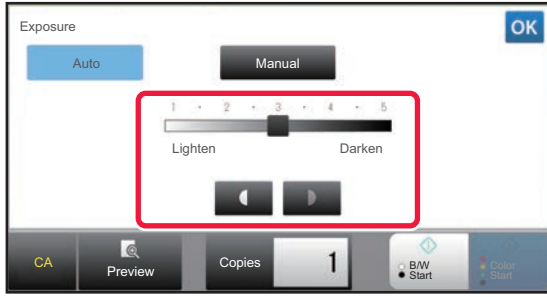 Exposure
OK
Auto
Manual
1 · 2 · 3 · 4 · 5
Lighten
Darken
CA
Preview
Copies
1
B/W
Start
Color
Start